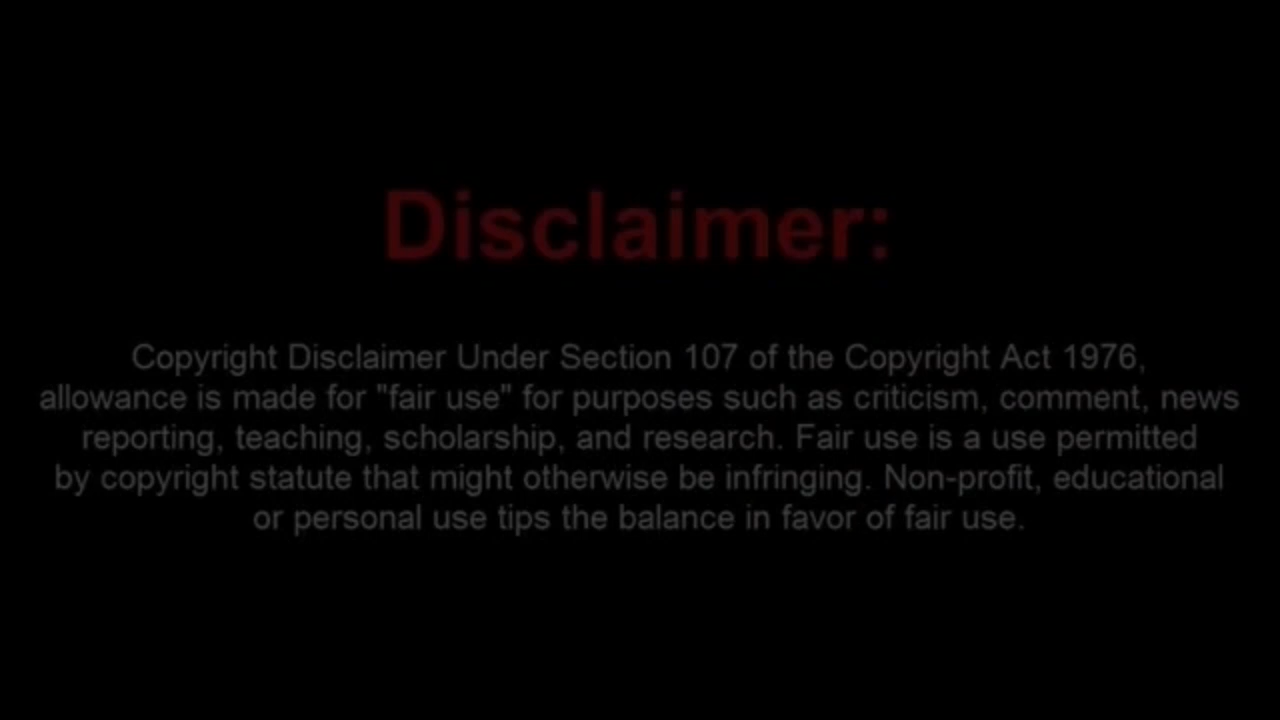 Disclaimer:
Copyright Disclaimer Under Section 107 of the Copyright Act 1976,
allowance is made for "fair use" for purposes such as criticism, comment, news
reporting, teaching, scholarship, and research. Fair use is a use permitted
by copyright statute that might otherwise be infringing. Non-profit, educational
or personal use tips the balance in favor of fair use.